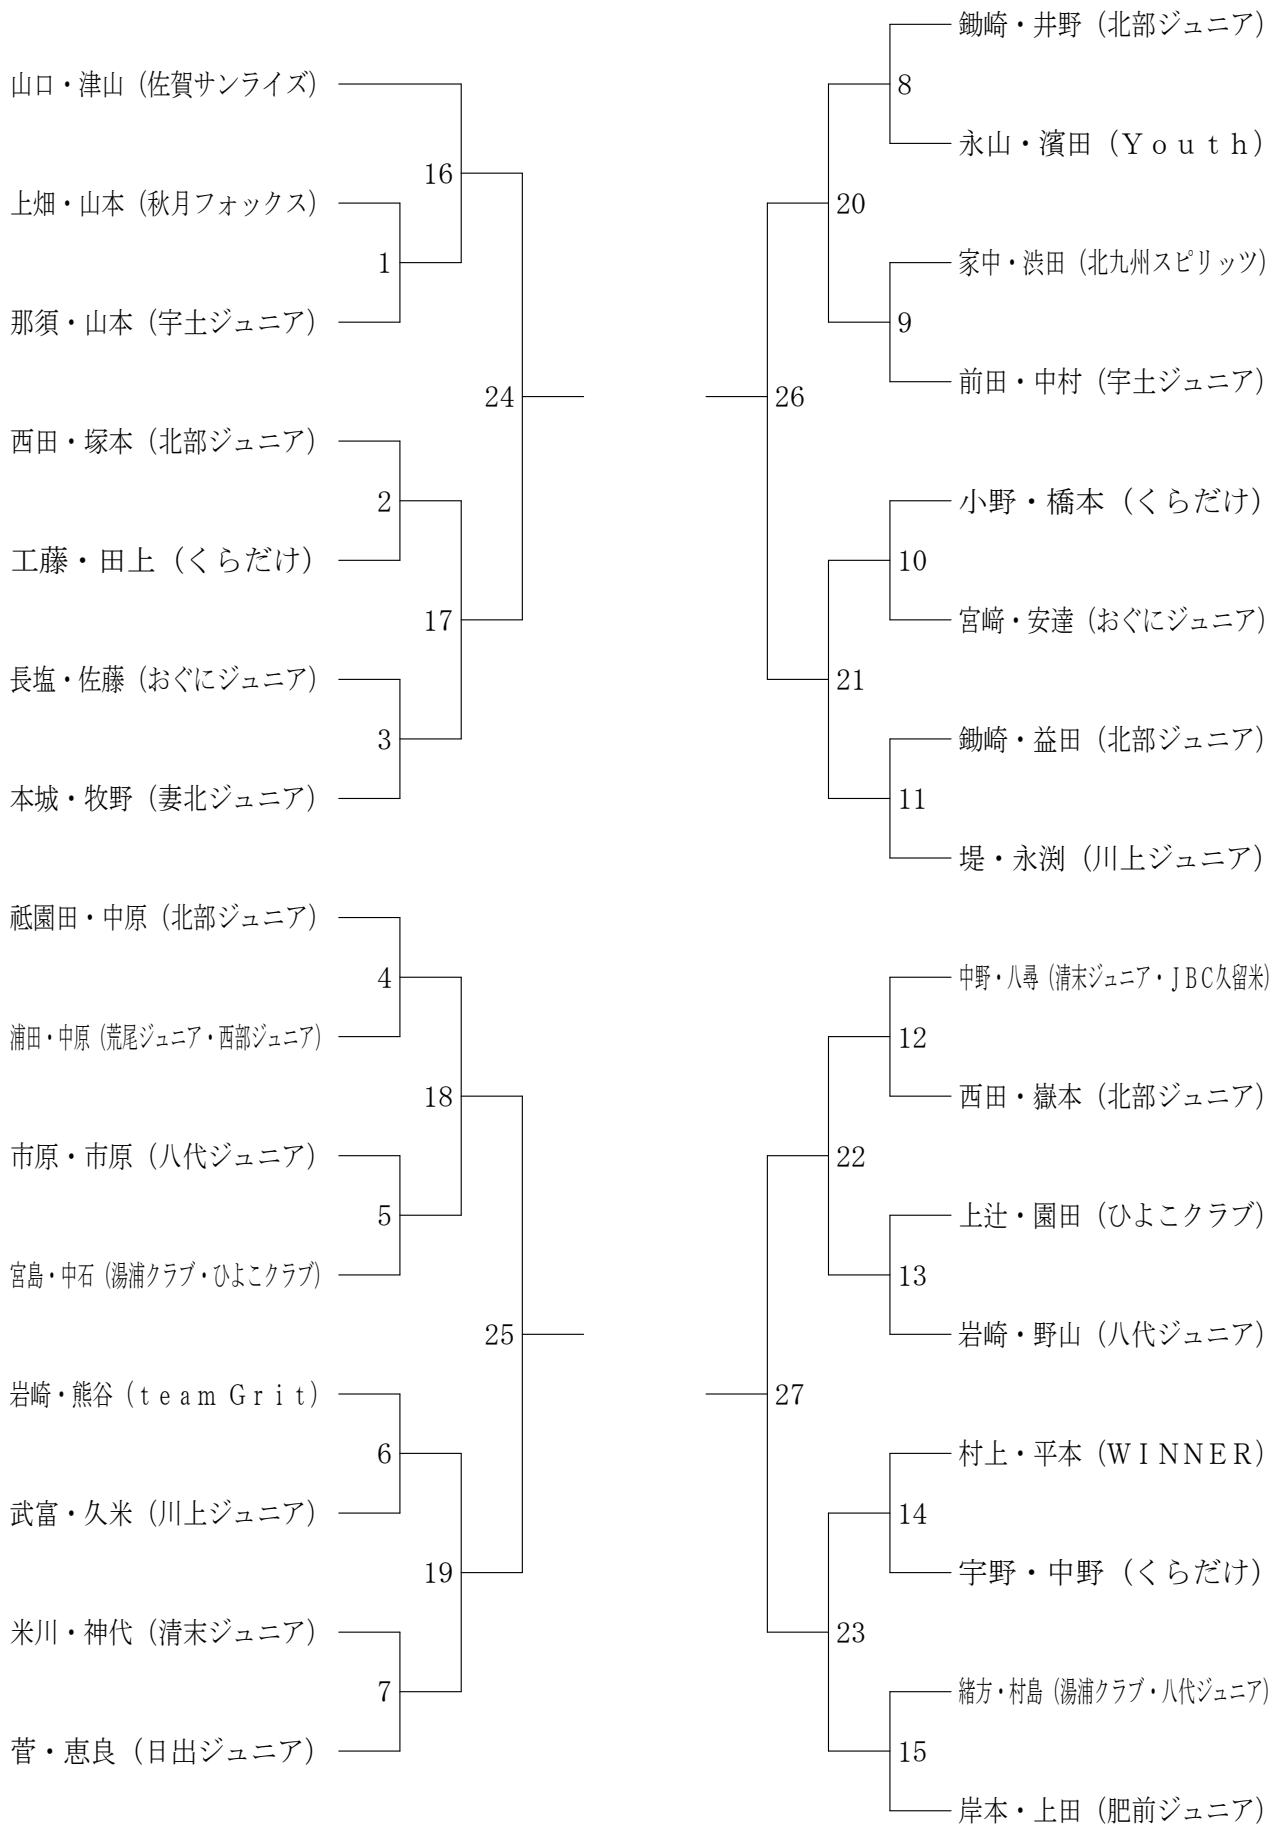 山口・津山（佐賀サンライズ）
16
上畑・山本（秋月フォックス）
1
那須・山本（宇土ジュニア）
24
西田・塚本（北部ジュニア）
2
工藤・田上（くらだけ）
17
長塩・佐藤（おぐにジュニア）
3
本城・牧野（妻北ジュニア）
祗園田・中原（北部ジュニア）
4
浦田・中原（荒尾ジュニア・西部ジュニア）
18
市原・市原（八代ジュニア）
5
宮島・中石（湯浦クラブ・ひよこクラブ）
25
岩崎・熊谷（ｔｅａｍ Ｇｒｉｔ）
6
武富・久米（川上ジュニア）
19
米川・神代（清末ジュニア）
7
菅・恵良（日出ジュニア）
鋤崎・井野（北部ジュニア）
8
永山・濱田（Ｙｏｕｔｈ）
20
家中・渋田（北九州スピリッツ）
9
前田・中村（宇土ジュニア）
26
小野・橋本（くらだけ）
10
宮﨑・安達（おぐにジュニア）
21
鋤崎・益田（北部ジュニア）
11
堤・永渕（川上ジュニア）
中野・八尋（清末ジュニア・ＪＢＣ久留米）
12
西田・嶽本（北部ジュニア）
22
上辻・園田（ひよこクラブ）
13
岩崎・野山（八代ジュニア）
27
村上・平本（ＷＩＮＮＥＲ）
14
宇野・中野（くらだけ）
23
緒方・村島（湯浦クラブ・八代ジュニア）
15
岸本・上田（肥前ジュニア）